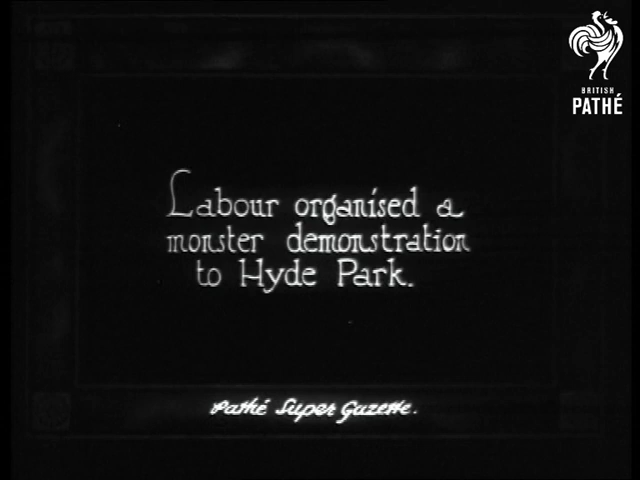 BRITISH
PATHÉ
Labour organised a
monster demonstration
to Hyde Park.
Pathé Super Gazette.